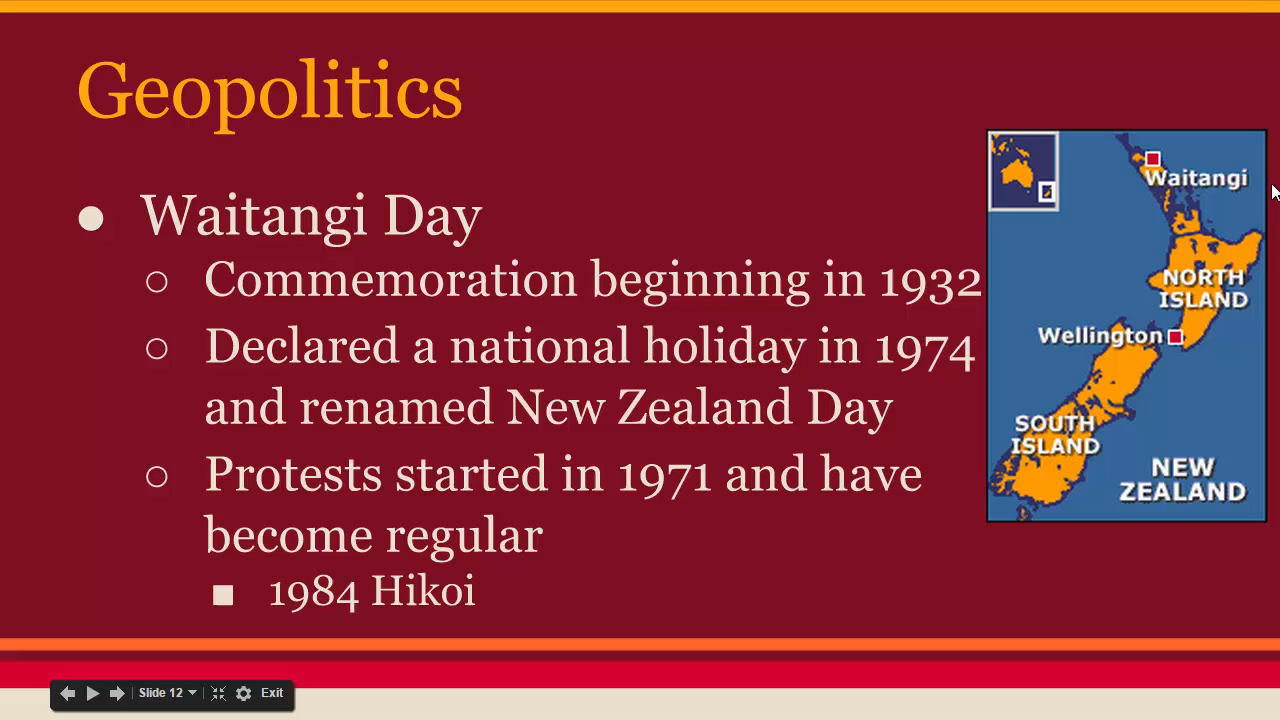 Geopolitics
● Waitangi Day
○ Commemoration beginning in 1932
○ Declared a national holiday in 1974
and renamed New Zealand Day
○ Protests started in 1971 and have
become regular
■ 1984 Hikoi
Waitangi
NORTH
ISLAND
Wellington
SOUTH
ISLAND
NEW
ZEALAND
Slide 12
Exit